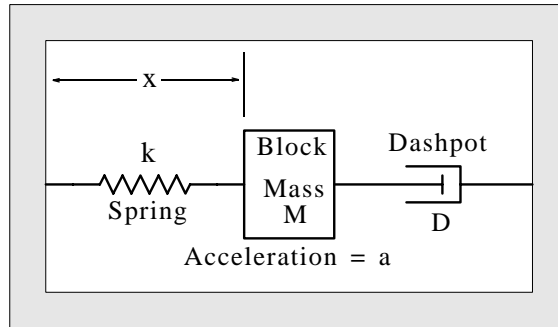 x
k
Spring
Block
Mass
M
Dashpot
D
Acceleration = a